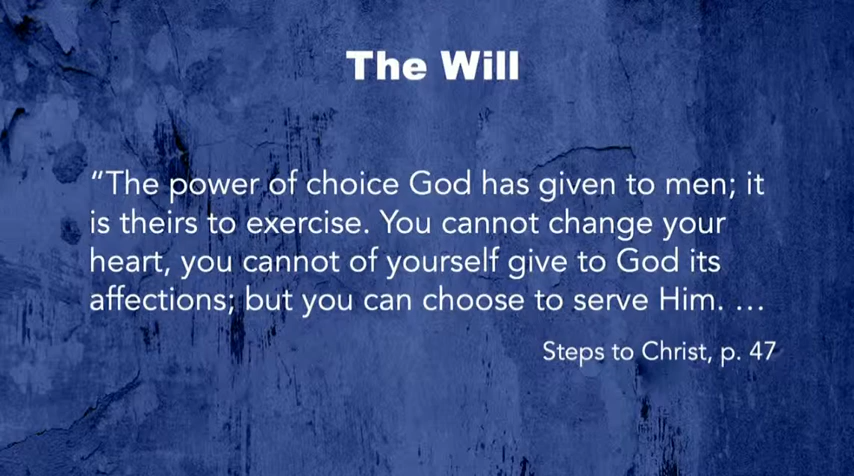 The Will
“The power of choice God has given to men; it
is theirs to exercise. You cannot change your
heart, you cannot of yourself give to God its
affections; but you can choose to serve Him. …
Steps to Christ, p. 47